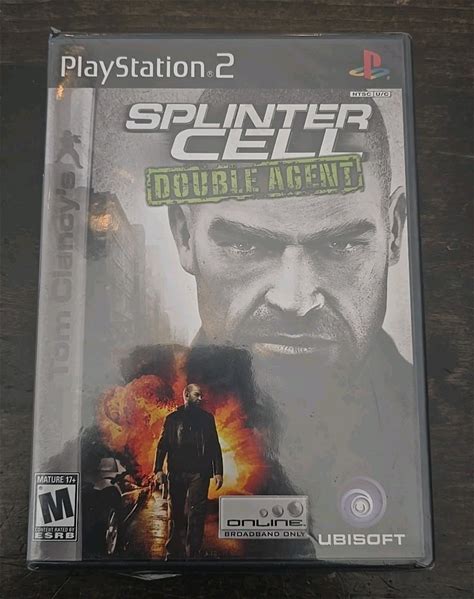 PlayStation®2
NTSC U/C
Tom Clancy's
SPLINTER
CELL
DOUBLE AGENT
MATURE 17+
M
CONTENT RATED BY
ESRB
ONLINE
BROADBAND ONLY
UBISOFT